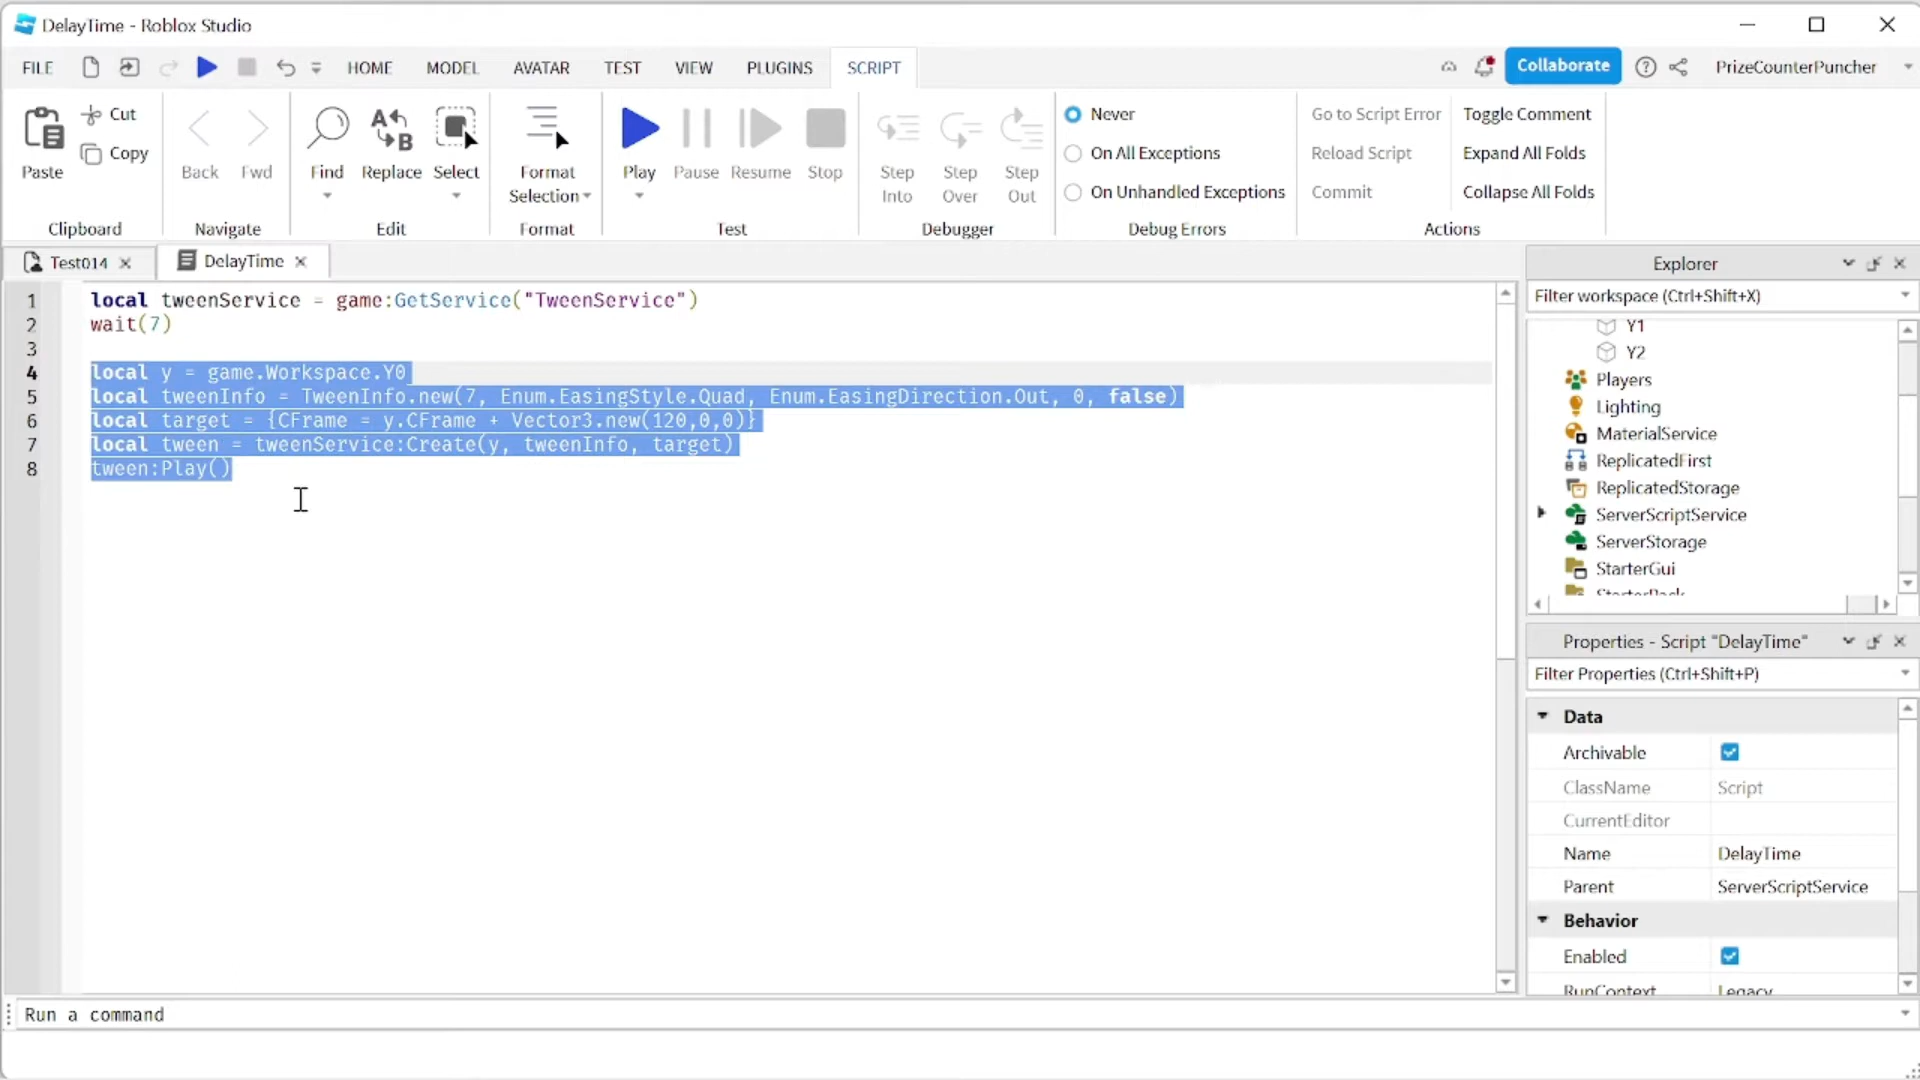 DelayTime - Roblox Studio
FILE HOME MODEL AVATAR TEST VIEW PLUGINS SCRIPT Collaborate PrizeCounterPuncher
Paste Cut Copy
Clipboard
Back Fwd
Navigate
Find Replace Select
Edit
Format Selection
Format
Play Pause Resume Stop
Test
Step Into Step Over Step Out
Debugger
Never
On All Exceptions
On Unhandled Exceptions
Debug Errors
Go to Script Error
Reload Script
Commit
Toggle Comment
Expand All Folds
Collapse All Folds
Actions
Test014 DelayTime
1 local tweenService = game:GetService("TweenService")
2 wait(7)
3
4 local y = game.Workspace.Y0
5 local tweenInfo = TweenInfo.new(7, Enum.EasingStyle.Quad, Enum.EasingDirection.Out, 0, false)
6 local target = {CFrame = y.CFrame + Vector3.new(120,0,0)}
7 local tween = tweenService:Create(y, tweenInfo, target)
8 tween:Play()
Explorer
Filter workspace (Ctrl+Shift+X)
Y1
Y2
Players
Lighting
MaterialService
ReplicatedFirst
ReplicatedStorage
ServerScriptService
ServerStorage
StarterGui
StarterPack
Properties - Script "DelayTime"
Filter Properties (Ctrl+Shift+P)
Data
Archivable
ClassName Script
CurrentEditor
Name DelayTime
Parent ServerScriptService
Behavior
Enabled
RunContext Legacy
Run a command